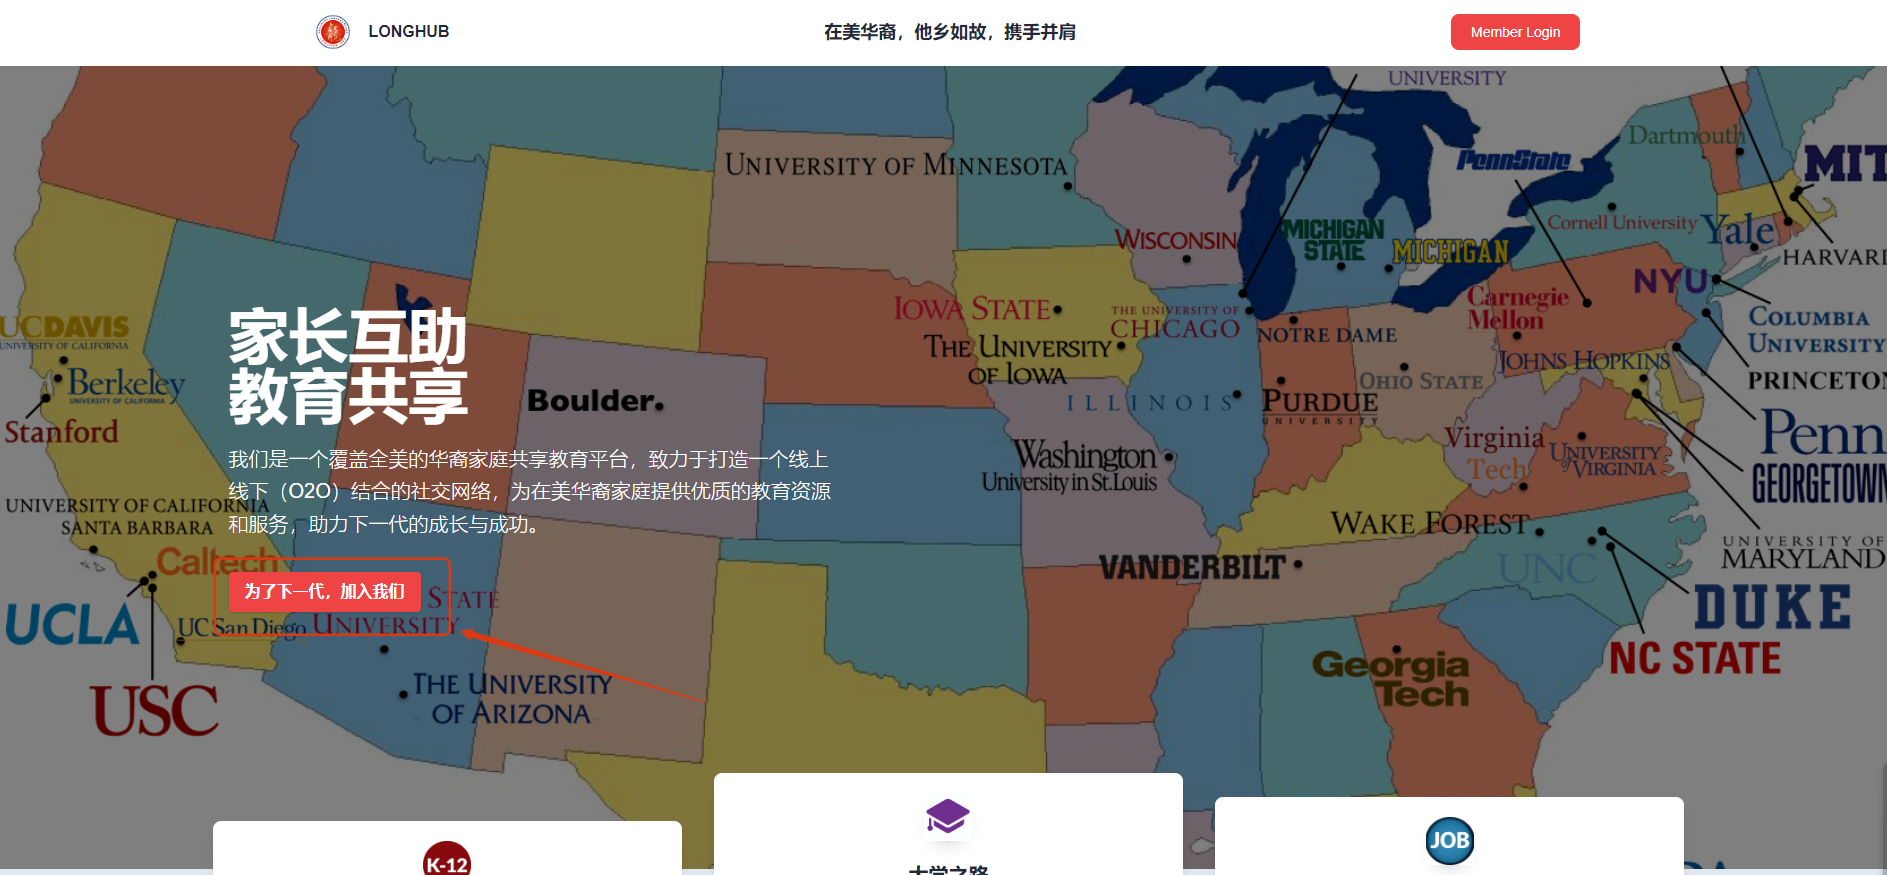 LONGHUB
在美华裔，他乡如故，携手并肩
Member Login
UNIVERSITY
Dartmouth
PENNSTATE
MIT
UNIVERSITY OF MINNESOTA
Cornell University
Yale
WISCONSIN
MICHIGAN
STATE
MICHIGAN
HARVARD
NYU
IOWA STATE
THE UNIVERSITY OF
CHICAGO
Carnegie
Mellon
COLUMBIA
UNIVERSITY
UCDAVIS
UNIVERSITY OF CALIFORNIA
家长互助
教育共享
THE UNIVERSITY
OF IOWA
NOTRE DAME
JOHNS HOPKINS
PRINCETON
Berkeley
UNIVERSITY OF CALIFORNIA
Boulder
OHIO STATE
ILLINOIS
PURDUE
UNIVERSITY
Stanford
Penn
Virginia
Tech
UNIVERSITY
of VIRGINIA
Washington
University in St. Louis
GEORGETOWN
我们是一个覆盖全美的华裔家庭共享教育平台，致力于打造一个线上
线下（O2O）结合的社交网络，为在美华裔家庭提供优质的教育资源
和服务，助力下一代的成长与成功。
UNIVERSITY OF CALIFORNIA
SANTA BARBARA
WAKE FOREST
UNIVERSITY OF
MARYLAND
Caltech
VANDERBILT
UNC
为了下一代，加入我们
STATE
UNIVERSITY
UCLA
UC San Diego
DUKE
NC STATE
Georgia
Tech
THE UNIVERSITY
OF ARIZONA
USC
K-12
大学之路
JOB